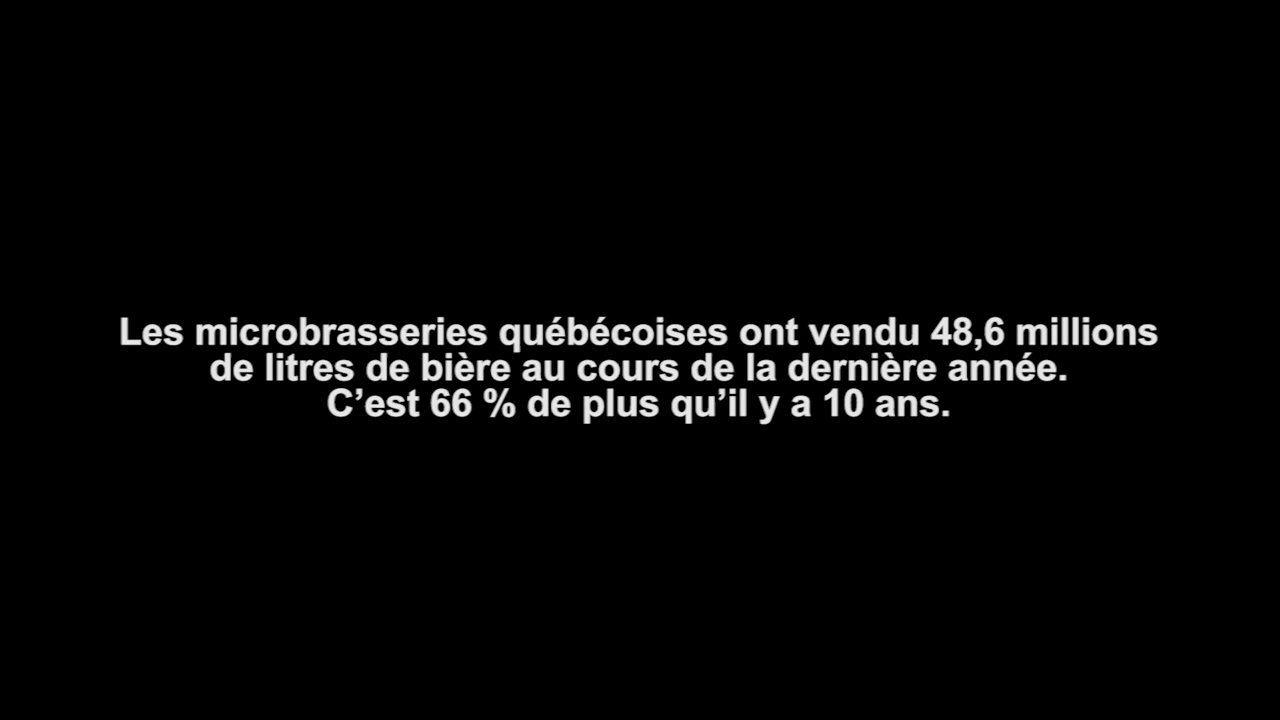 Les microbrasseries québécoises ont vendu 48,6 millions
de litres de bière au cours de la dernière année.
C’est 66 % de plus qu’il y a 10 ans.